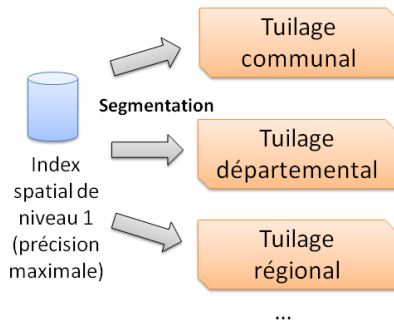 Tuilage
communal
Segmentation
Index
spatial de
niveau 1
(précision
maximale)
Tuilage
départemental
Tuilage
régional
...